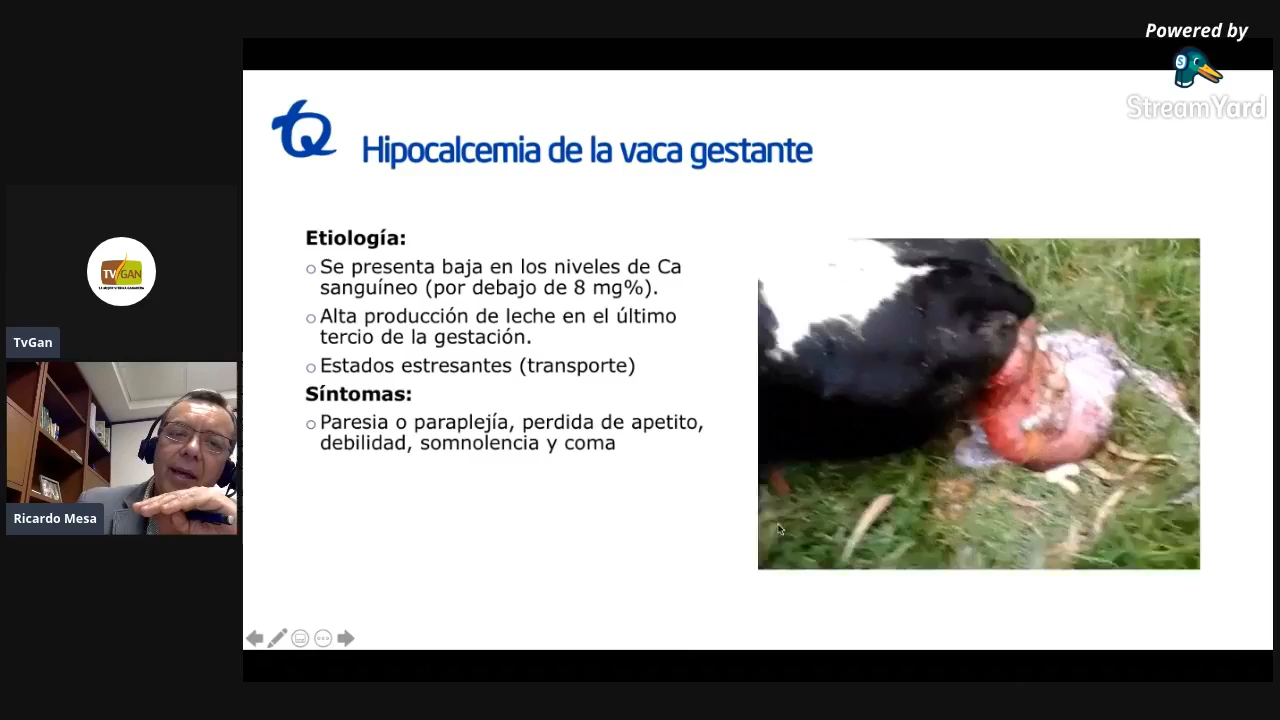 Powered by
StreamYard
Hipocalcemia de la vaca gestante
Etiología:
Se presenta baja en los niveles de Ca
sanguíneo (por debajo de 8 mg%).
Alta producción de leche en el último
tercio de la gestación.
Estados estresantes (transporte)
Síntomas:
Paresia o paraplejía, perdida de apetito,
debilidad, somnolencia y coma
TV GAN
TvGan
Ricardo Mesa